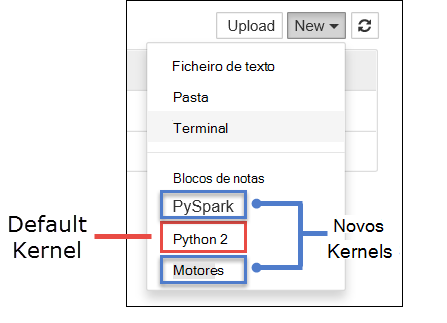 Upload New
Ficheiro de texto
Pasta
Terminal
Blocos de notas
PySpark
Python 2
Motores
Default
Kernel
Novos
Kernels